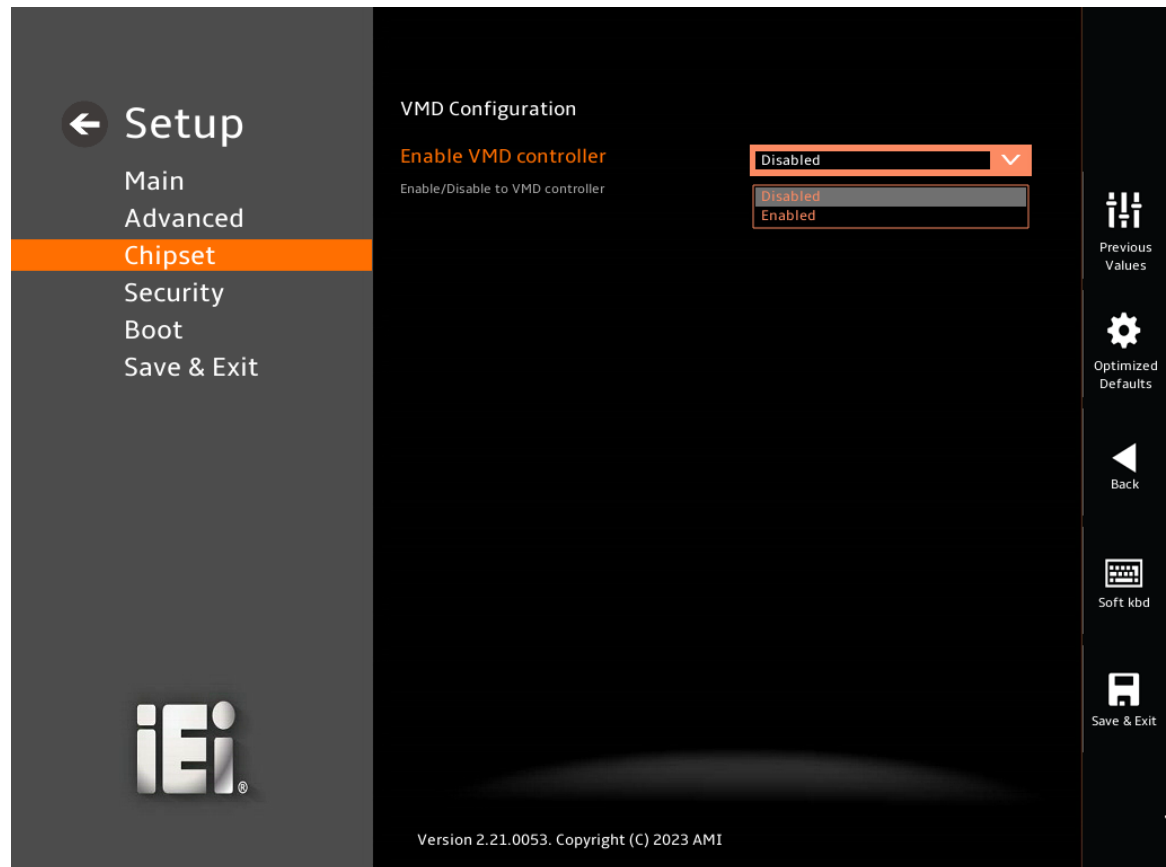 Setup
Main
Advanced
Chipset
Security
Boot
Save & Exit
iEi®
VMD Configuration
Enable VMD controller
Enable/Disable to VMD controller
Disabled
Disabled
Enabled
Previous
Values
Optimized
Defaults
Back
Soft kbd
Save & Exit
Version 2.21.0053. Copyright (C) 2023 AMI